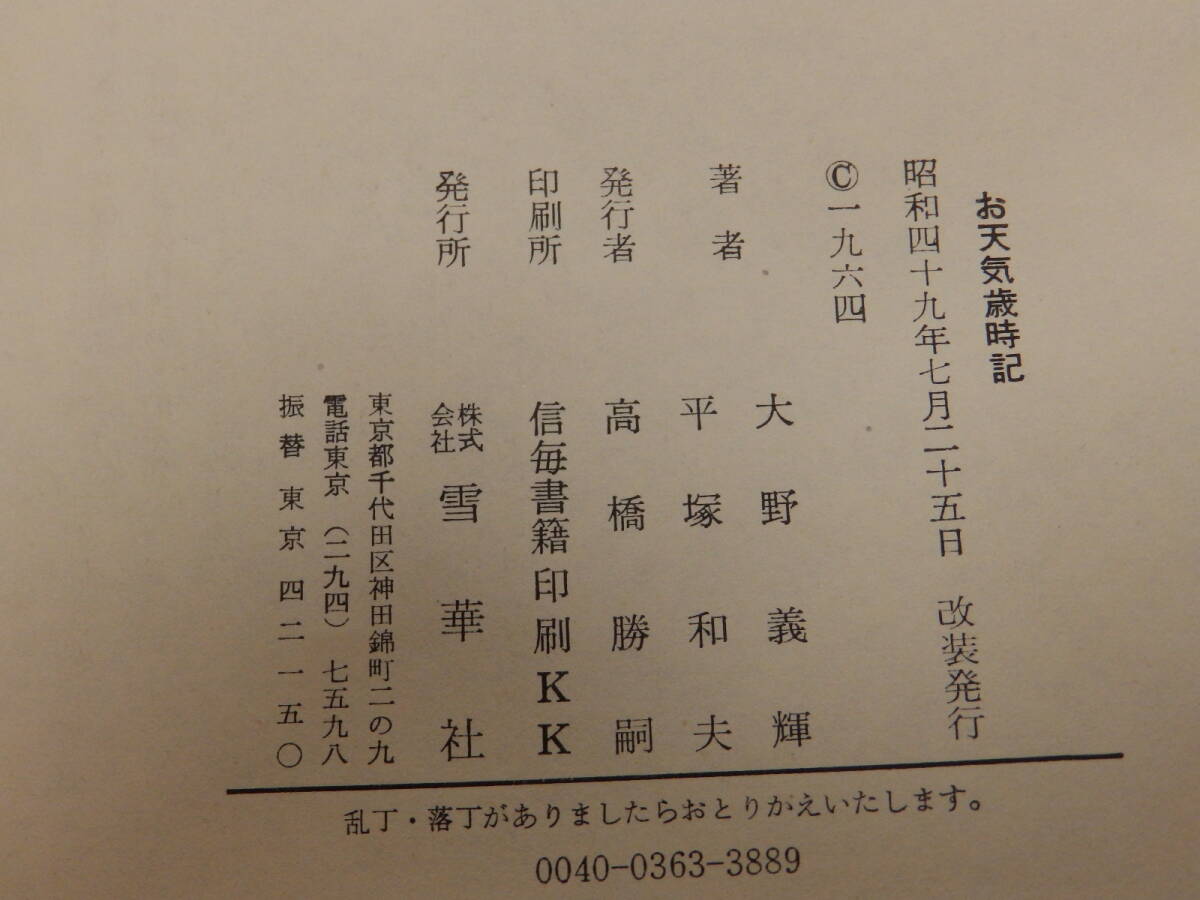 お天気歳時記
昭和四十九年七月二十五日 改装発行
©一九六四
著者 大野義輝
平塚和夫
発行者 高橋勝嗣
印刷所 信毎書籍印刷KK
発行所 株式会社 雪華社
東京都千代田区神田錦町二の九
電話東京(二九四)七五九八
振替東京四二一五〇
乱丁・落丁がありましたらおとりかえいたします。
0040-0363-3889